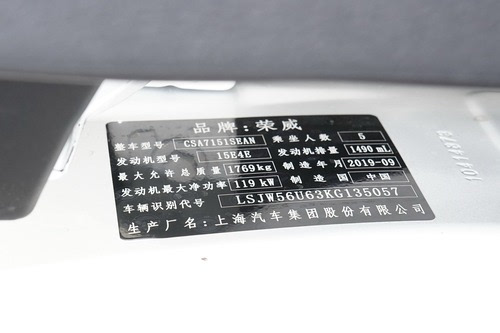 品牌:荣威
整车型号 CSA7151SEAN 乘坐人数 5
发动机型号 15E4E 发动机排量 1490 mL
最大允许总质量 1769kg 制造年月 2019-09
发动机最大净功率 119 kW 制造国 中国
车辆识别代号 LSJW56U63KG135057
生产厂名:上海汽车集团股份有限公司